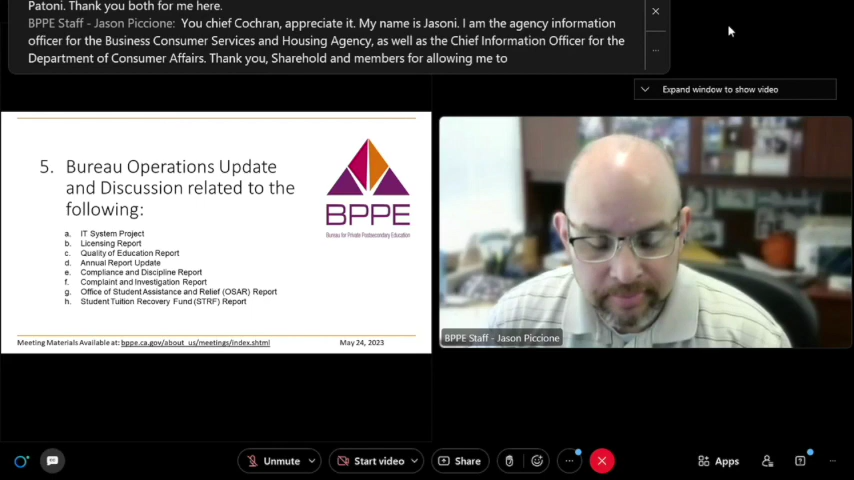 Patoni. Thank you both for me here.
BPPE Staff - Jason Piccione: You chief Cochran, appreciate it. My name is Jasoni. I am the agency information
officer for the Business Consumer Services and Housing Agency, as well as the Chief Information Officer for the
Department of Consumer Affairs. Thank you, Sharehold and members for allowing me to
Expand window to show video
5. Bureau Operations Update
and Discussion related to the
following:
a. IT System Project
b. Licensing Report
c. Quality of Education Report
d. Annual Report Update
e. Compliance and Discipline Report
f. Complaint and Investigation Report
g. Office of Student Assistance and Relief (OSAR) Report
h. Student Tuition Recovery Fund (STRF) Report
BPPE
Bureau for Private Postsecondary Education
Meeting Materials Available at: bppe.ca.gov/about_us/meetings/index.shtml
May 24, 2023
BPPE Staff - Jason Piccione
Unmute
Start video
Share
Apps